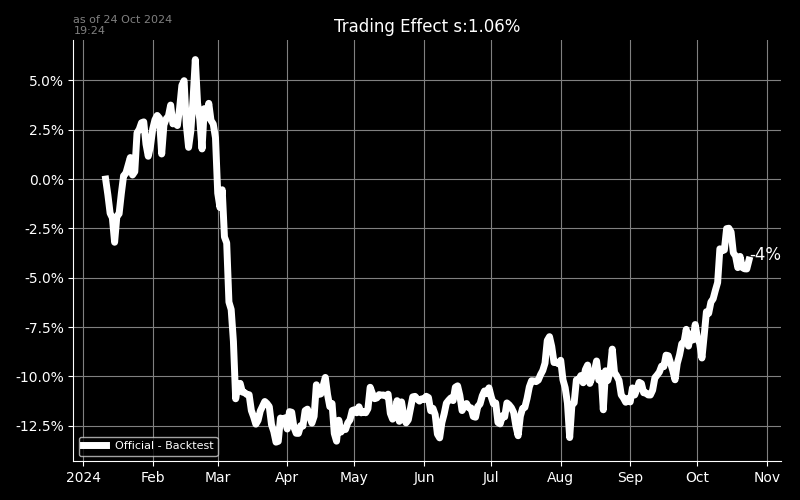 as of 24 Oct 2024
19:24
Trading Effect s:1.06%
5.0%
2.5%
0.0%
-2.5%
-5.0%
-7.5%
-10.0%
-12.5%
-4%
Official - Backtest
2024 Feb Mar Apr May Jun Jul Aug Sep Oct Nov